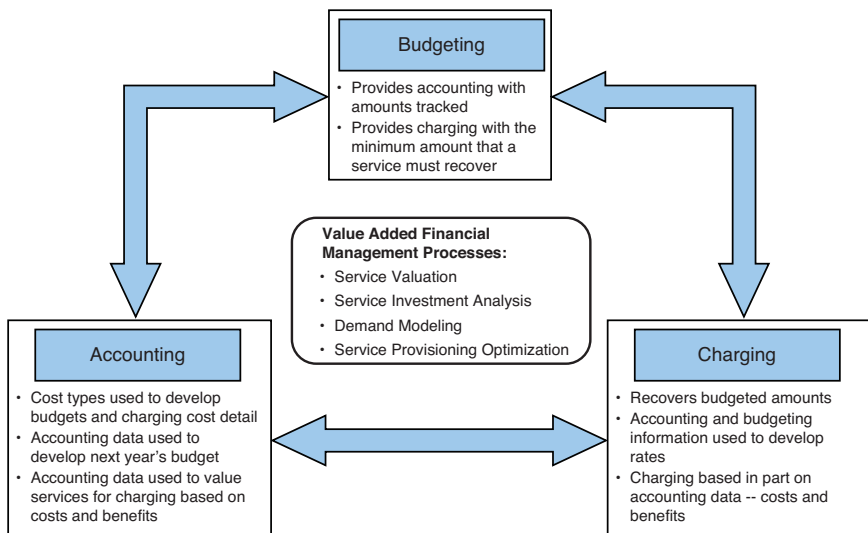 Budgeting
• Provides accounting with
amounts tracked
• Provides charging with the
minimum amount that a
service must recover
Value Added Financial
Management Processes:
• Service Valuation
• Service Investment Analysis
• Demand Modeling
• Service Provisioning Optimization
Accounting
• Cost types used to develop
budgets and charging cost detail
• Accounting data used to
develop next year's budget
• Accounting data used to value
services for charging based on
costs and benefits
Charging
• Recovers budgeted amounts
• Accounting and budgeting
information used to develop
rates
• Charging based in part on
accounting data -- costs and
benefits